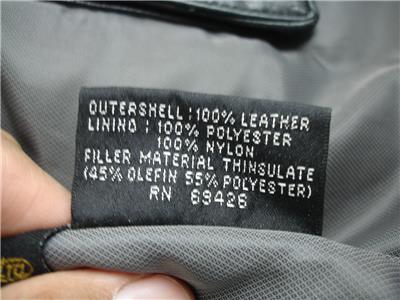 OUTERSHELL : 100% LEATHER
LINING : 100% POLYESTER
100% NYLON
FILLER MATERIAL THINSULATE
(45% OLEFIN 55% POLYESTER)
RN 69426